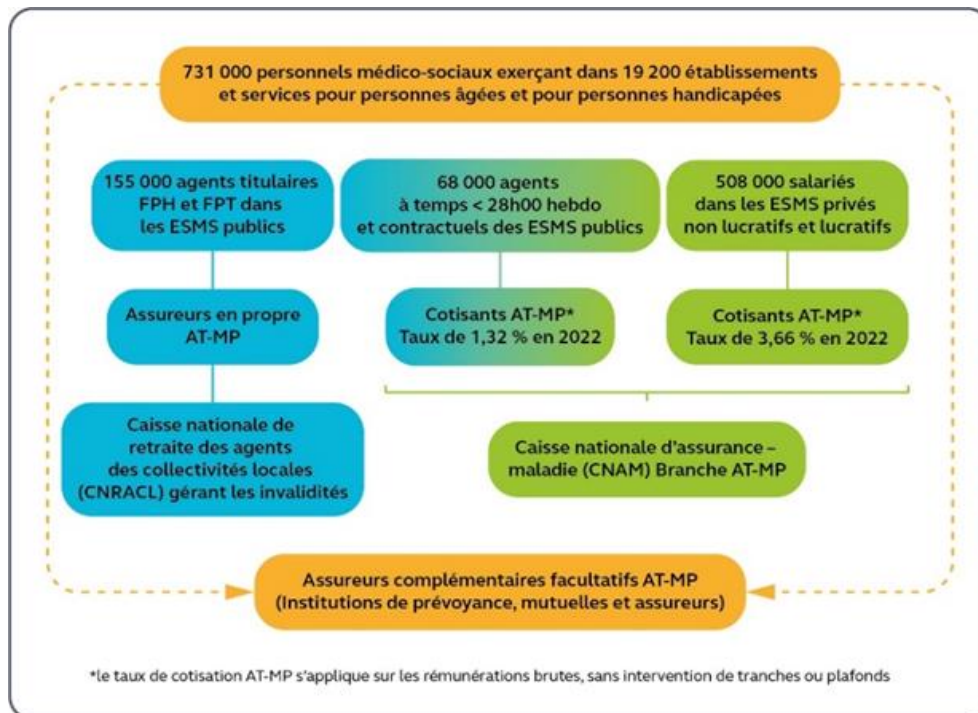 731 000 personnels médico-sociaux exerçant dans 19 200 établissements
et services pour personnes âgées et pour personnes handicapées
155 000 agents titulaires
FPH et FPT dans
les ESMS publics
68 000 agents
à temps < 28h00 hebdo
et contractuels des ESMS publics
508 000 salariés
dans les ESMS privés
non lucratifs et lucratifs
Assureurs en propre
AT-MP
Cotisants AT-MP*
Taux de 1,32 % en 2022
Cotisants AT-MP*
Taux de 3,66 % en 2022
Caisse nationale de
retraite des agents
des collectivités locales
(CNRACL) gérant les invalidités
Caisse nationale d’assurance –
maladie (CNAM) Branche AT-MP
Assureurs complémentaires facultatifs AT-MP
(Institutions de prévoyance, mutuelles et assureurs)
*le taux de cotisation AT-MP s’applique sur les rémunérations brutes, sans intervention de tranches ou plafonds